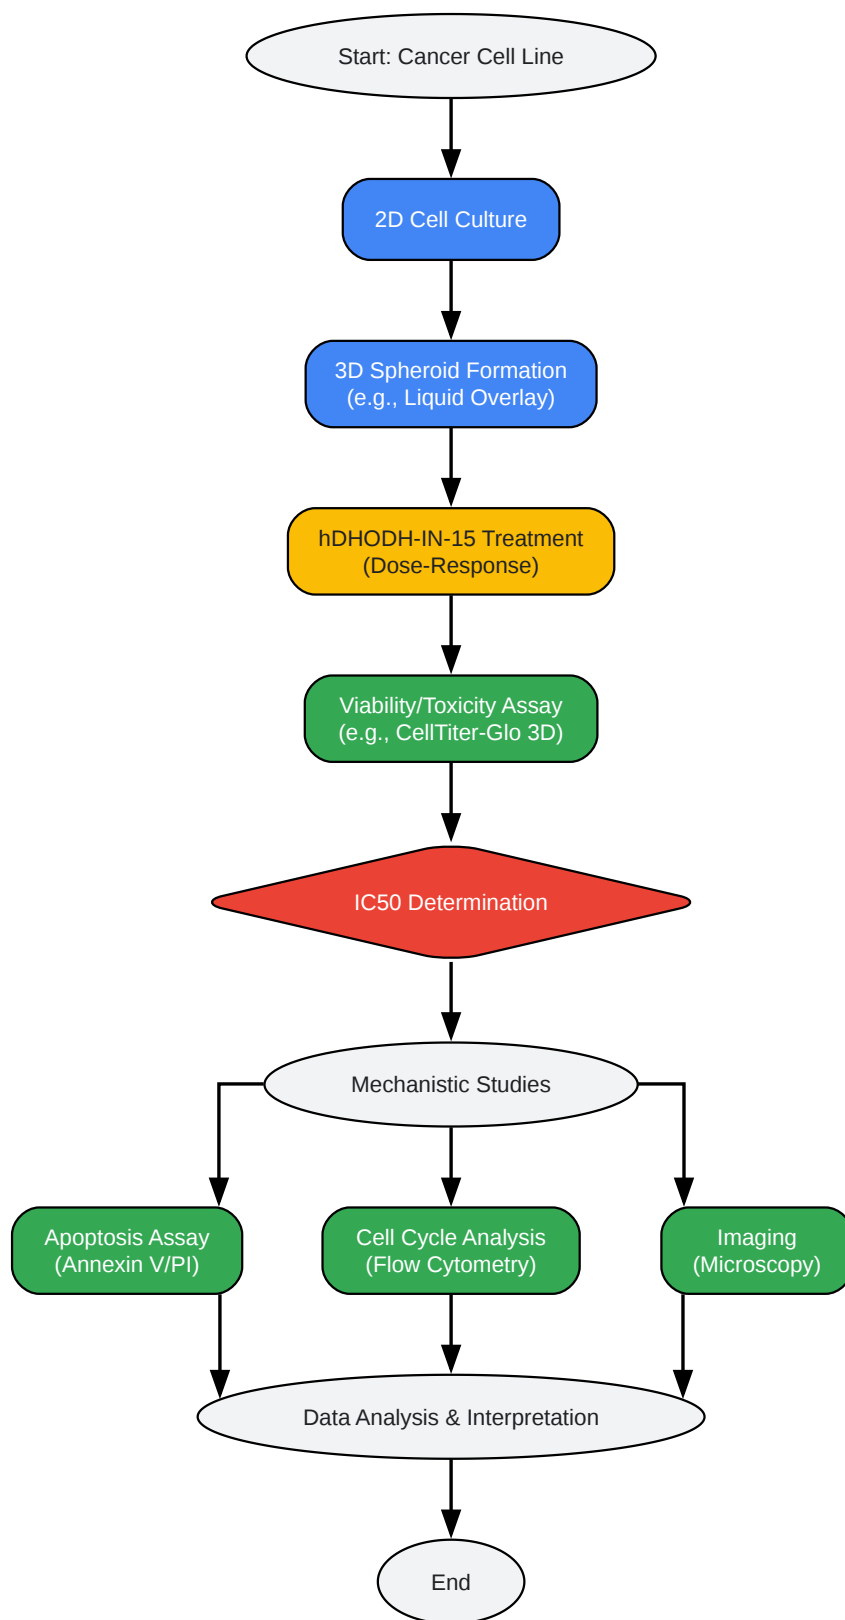 Start: Cancer Cell Line
2D Cell Culture
3D Spheroid Formation
(e.g., Liquid Overlay)
hDHODH-IN-15 Treatment
(Dose-Response)
Viability/Toxicity Assay
(e.g., CellTiter-Glo 3D)
IC50 Determination
Mechanistic Studies
Apoptosis Assay
(Annexin V/PI)
Cell Cycle Analysis
(Flow Cytometry)
Imaging
(Microscopy)
Data Analysis & Interpretation
End